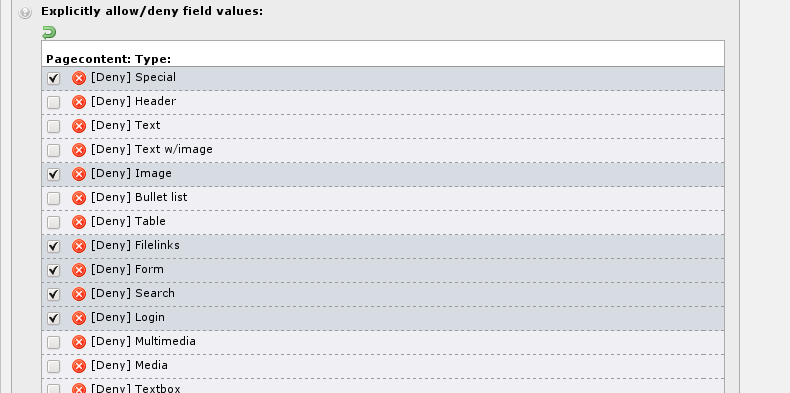 Explicitly allow/deny field values:
Pagecontent: Type:
[Deny] Special
[Deny] Header
[Deny] Text
[Deny] Text w/image
[Deny] Image
[Deny] Bullet list
[Deny] Table
[Deny] Filelinks
[Deny] Form
[Deny] Search
[Deny] Login
[Deny] Multimedia
[Deny] Media
[Deny] Textbox